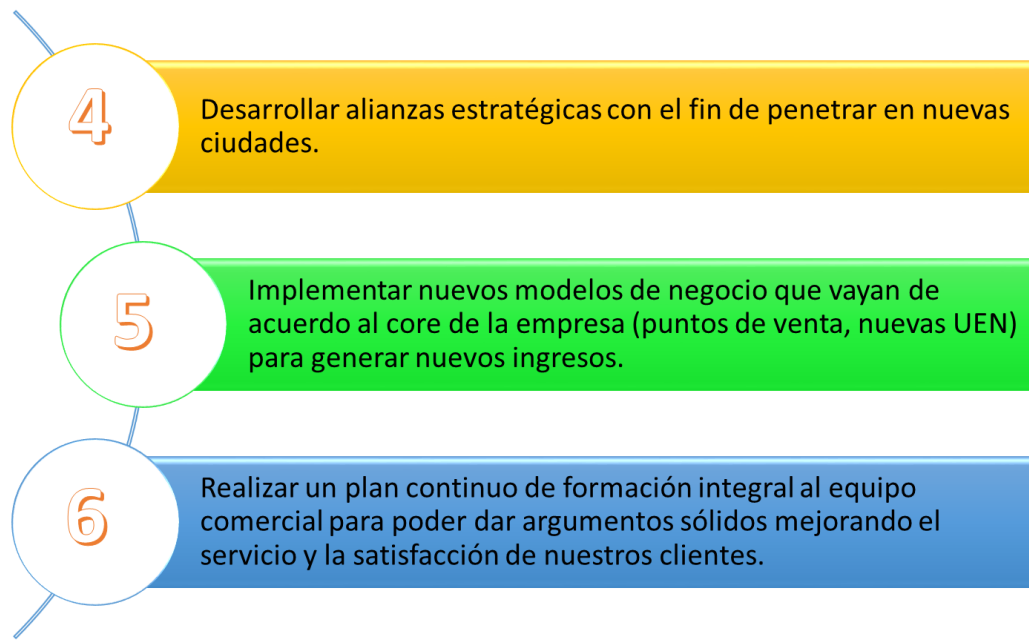 4
Desarrollar alianzas estratégicas con el fin de penetrar en nuevas
ciudades.
5
Implementar nuevos modelos de negocio que vayan de
acuerdo al core de la empresa (puntos de venta, nuevas UEN)
para generar nuevos ingresos.
6
Realizar un plan continuo de formación integral al equipo
comercial para poder dar argumentos sólidos mejorando el
servicio y la satisfacción de nuestros clientes.